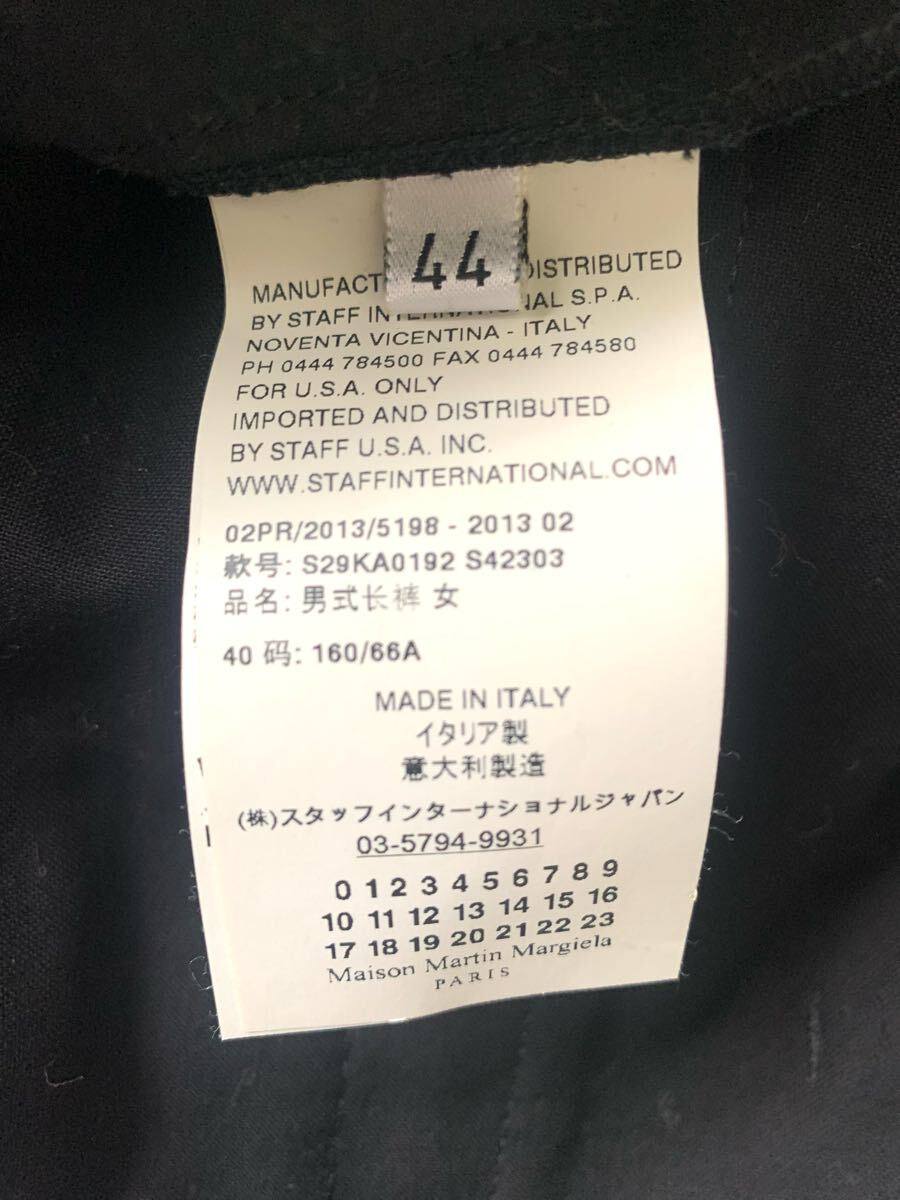 44
MANUFACT DISTRIBUTED
BY STAFF INTERNATIONAL S.P.A.
NOVENTA VICENTINA - ITALY
PH 0444 784500 FAX 0444 784580
FOR U.S.A. ONLY
IMPORTED AND DISTRIBUTED
BY STAFF U.S.A. INC.
WWW.STAFFINTERNATIONAL.COM
02PR/2013/5198 - 2013 02
款号: S29KA0192 S42303
品名: 男式长裤 女
40 码: 160/66A
MADE IN ITALY
イタリア製
意大利製造
(株)スタッフインターナショナルジャパン
03-5794-9931
0 1 2 3 4 5 6 7 8 9
10 11 12 13 14 15 16
17 18 19 20 21 22 23
Maison Martin Margiela
PARIS